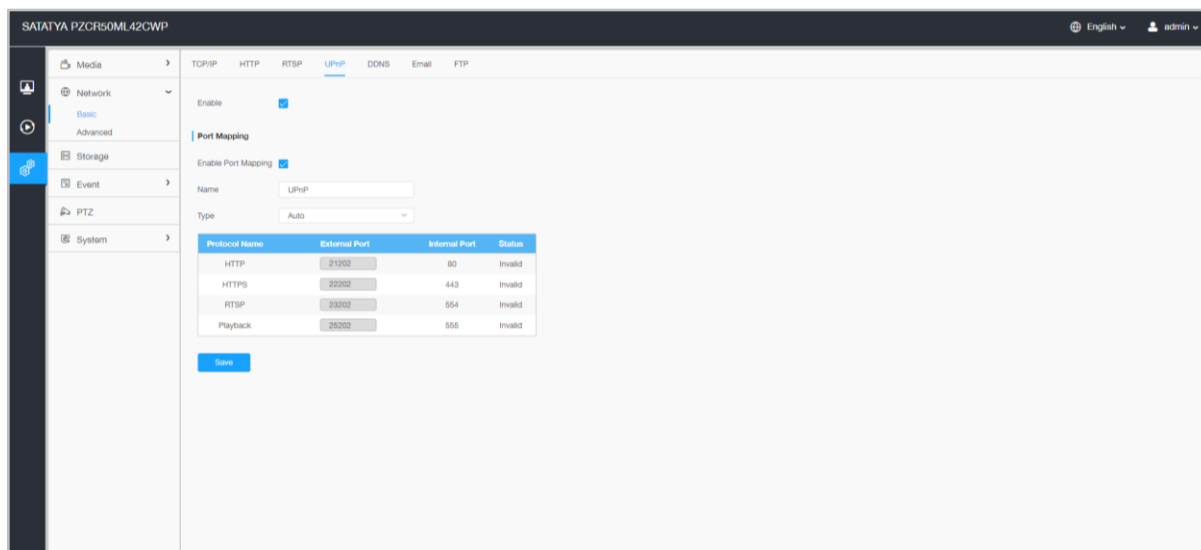 SATATYA PZCR50ML42CWP
English
admin
Media
Network
Basic
Advanced
Storage
Event
PTZ
System
TCP/IP HTTP RTSP UPnP DDNS Email FTP
Enable
Port Mapping
Enable Port Mapping
Name UPnP
Type Auto
Protocol Name External Port Internal Port Status
HTTP 21202 80 Invalid
HTTPS 22202 443 Invalid
RTSP 23202 554 Invalid
Playback 25202 555 Invalid
Save